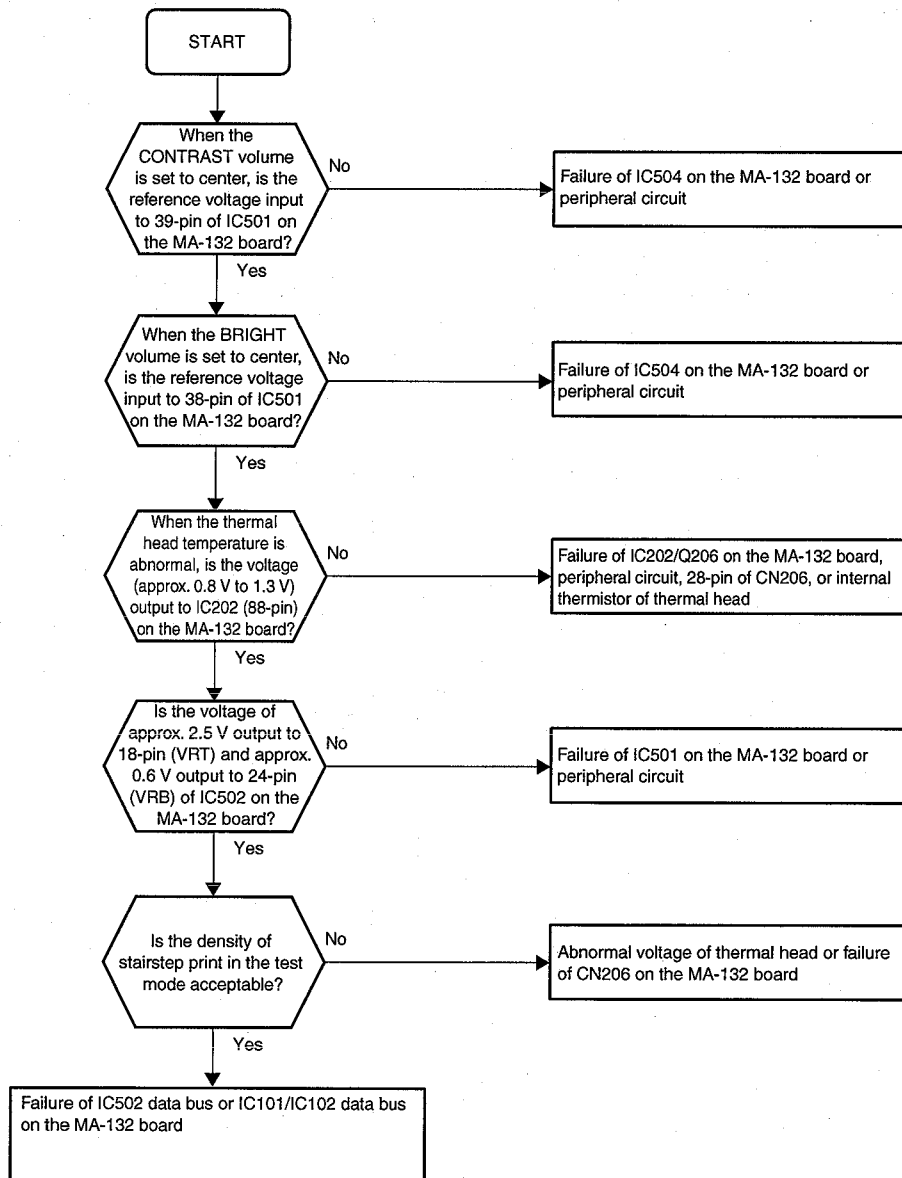 START
When the
CONTRAST volume
is set to center, is the
reference voltage input
to 39-pin of IC501 on
the MA-132 board?
No
Failure of IC504 on the MA-132 board or
peripheral circuit
Yes
When the BRIGHT
volume is set to center,
is the reference voltage
input to 38-pin of IC501
on the MA-132 board?
No
Failure of IC504 on the MA-132 board or
peripheral circuit
Yes
When the thermal
head temperature is
abnormal, is the voltage
(approx. 0.8 V to 1.3 V)
output to IC202 (88-pin)
on the MA-132 board?
No
Failure of IC202/Q206 on the MA-132 board,
peripheral circuit, 28-pin of CN206, or internal
thermistor of thermal head
Yes
Is the voltage of
approx. 2.5 V output to
18-pin (VRT) and approx.
0.6 V output to 24-pin
(VRB) of IC502 on the
MA-132 board?
No
Failure of IC501 on the MA-132 board or
peripheral circuit
Yes
Is the density of
stairstep print in the test
mode acceptable?
No
Abnormal voltage of thermal head or failure
of CN206 on the MA-132 board
Yes
Failure of IC502 data bus or IC101/IC102 data bus
on the MA-132 board